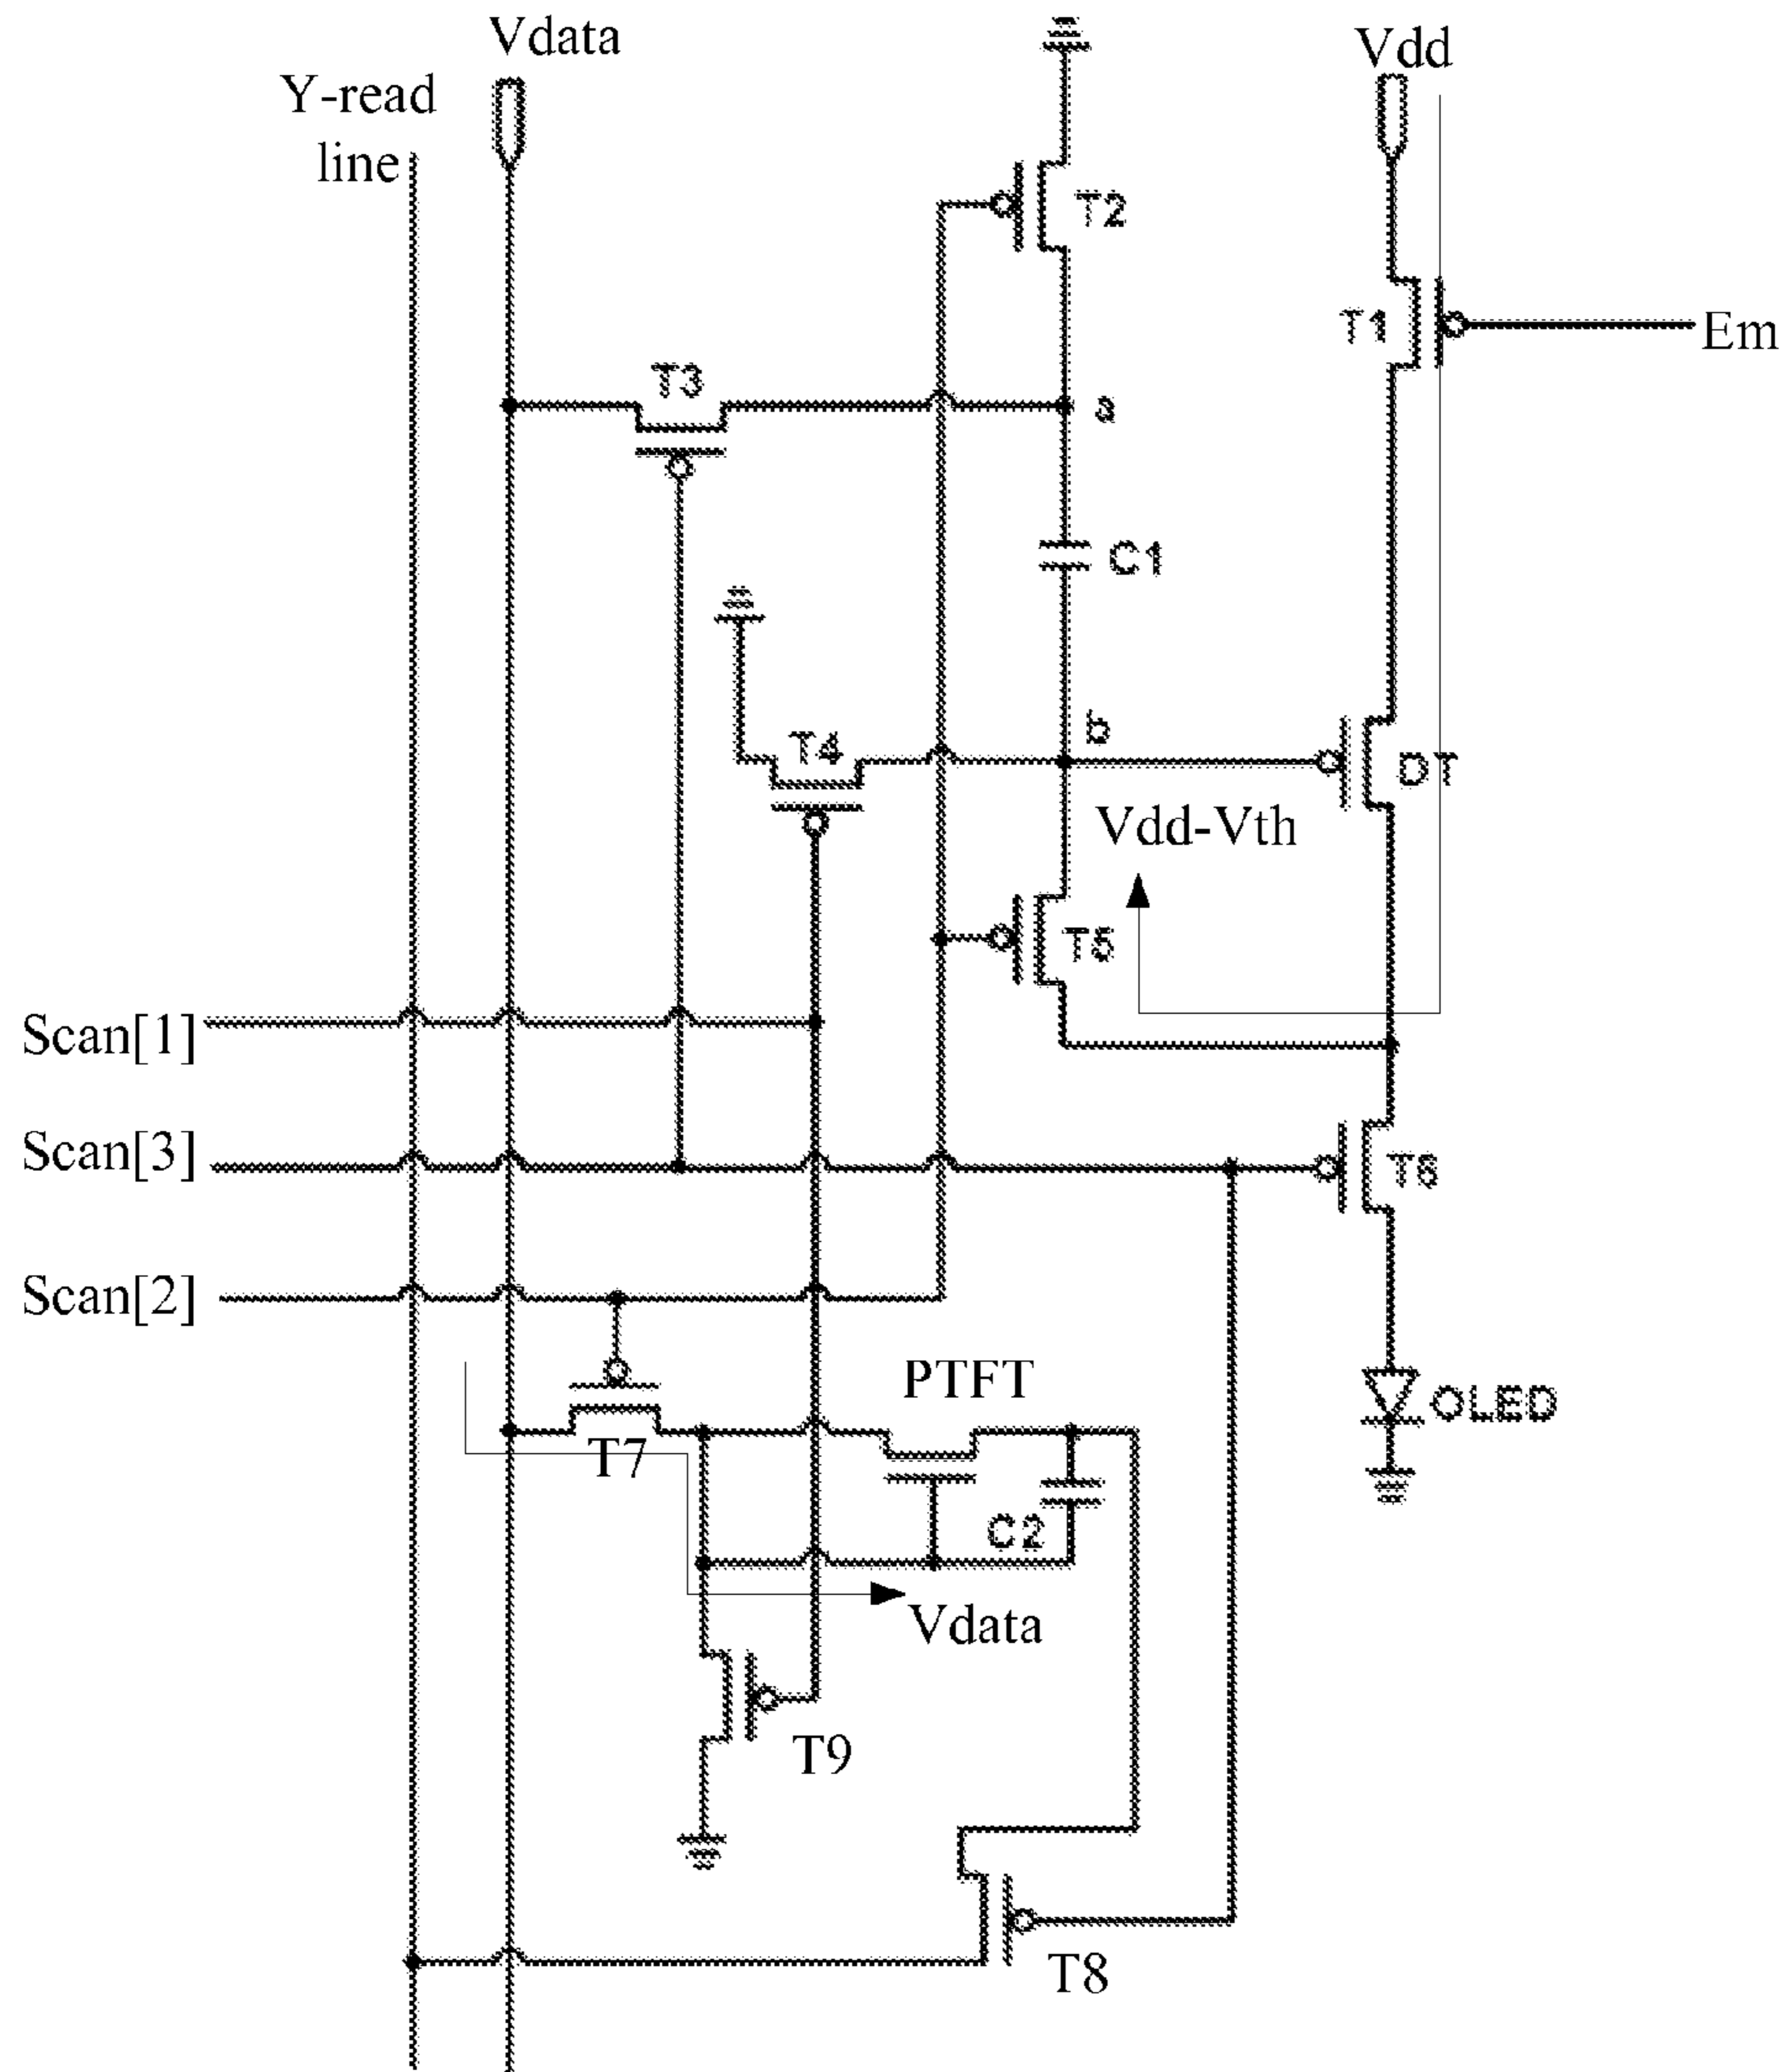 Vdata
Vdd
Y-read
line
T2
T1
Em
T3
a
C1
b
T4
DT
Vdd-Vth
T5
Scan[1]
Scan[3]
T6
Scan[2]
PTFT
OLED
T7
C2
Vdata
T9
T8